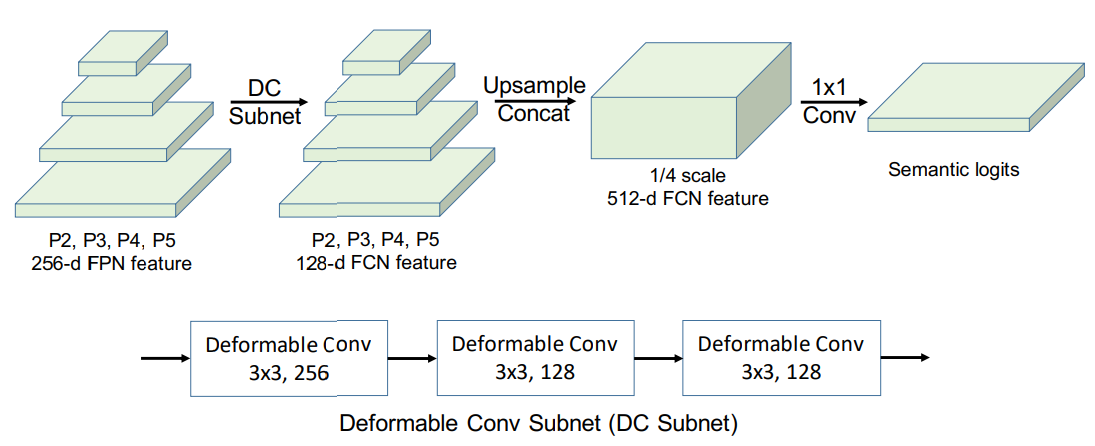 DC
Subnet
Upsample
Concat
1x1
Conv
P2, P3, P4, P5
256-d FPN feature
P2, P3, P4, P5
128-d FCN feature
1/4 scale
512-d FCN feature
Semantic logits
Deformable Conv
3x3, 256
Deformable Conv
3x3, 128
Deformable Conv
3x3, 128
Deformable Conv Subnet (DC Subnet)